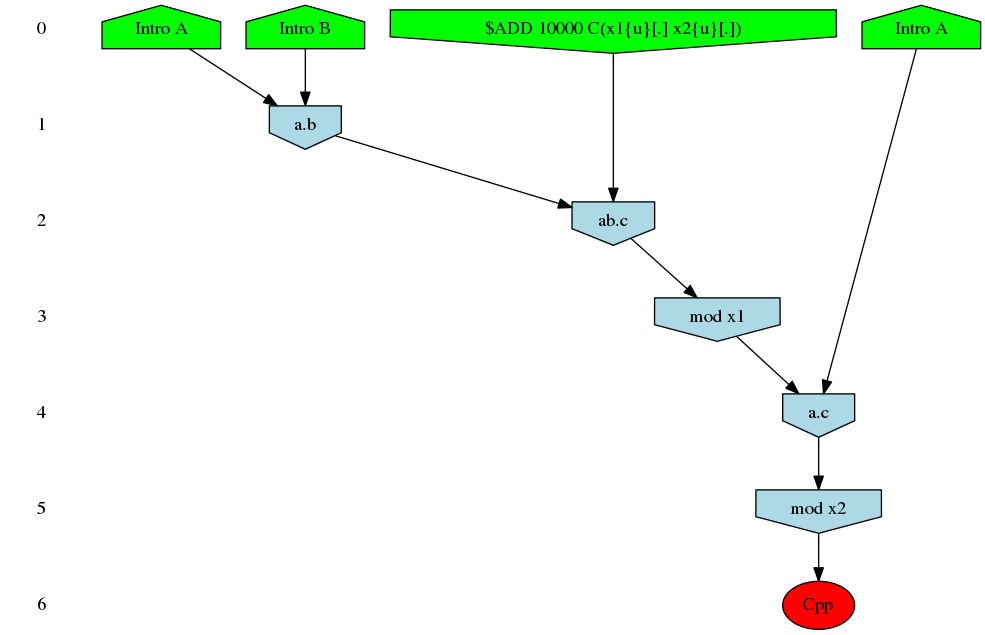 0
Intro A
Intro B
$ADD 10000 C(x1{u}[.] x2{u}[.])
Intro A
1
a.b
2
ab.c
3
mod x1
4
a.c
5
mod x2
6
Cpp